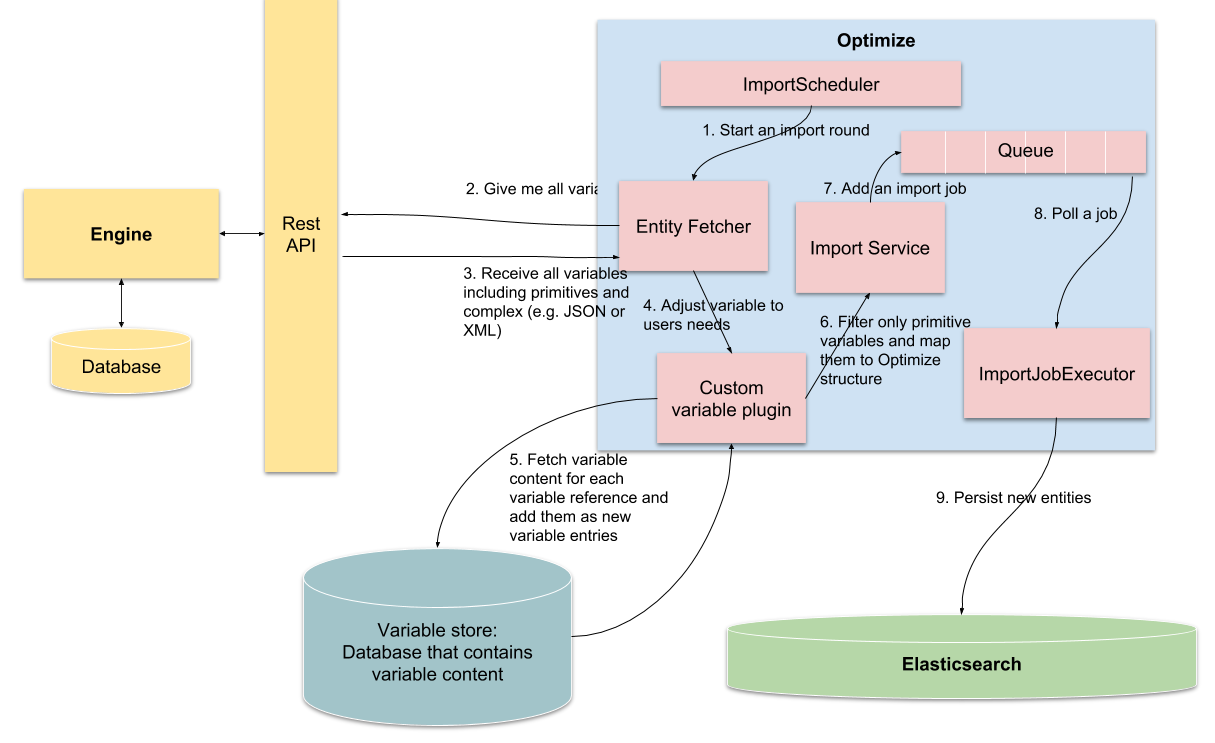 Optimize
ImportScheduler
1. Start an import round
Queue
2. Give me all
7. Add an import job
Engine
Rest
API
Entity Fetcher
Import Service
8. Poll a job
3. Receive all variables
including primitives and
complex (e.g. JSON or
XML)
4. Adjust variable to
users needs
6. Filter only primitive
variables and map
them to Optimize
structure
Database
Custom
variable plugin
ImportJobExecutor
5. Fetch variable
content for each
variable reference and
add them as new
variable entries
9. Persist new entities
Variable store:
Database that contains
variable content
Elasticsearch